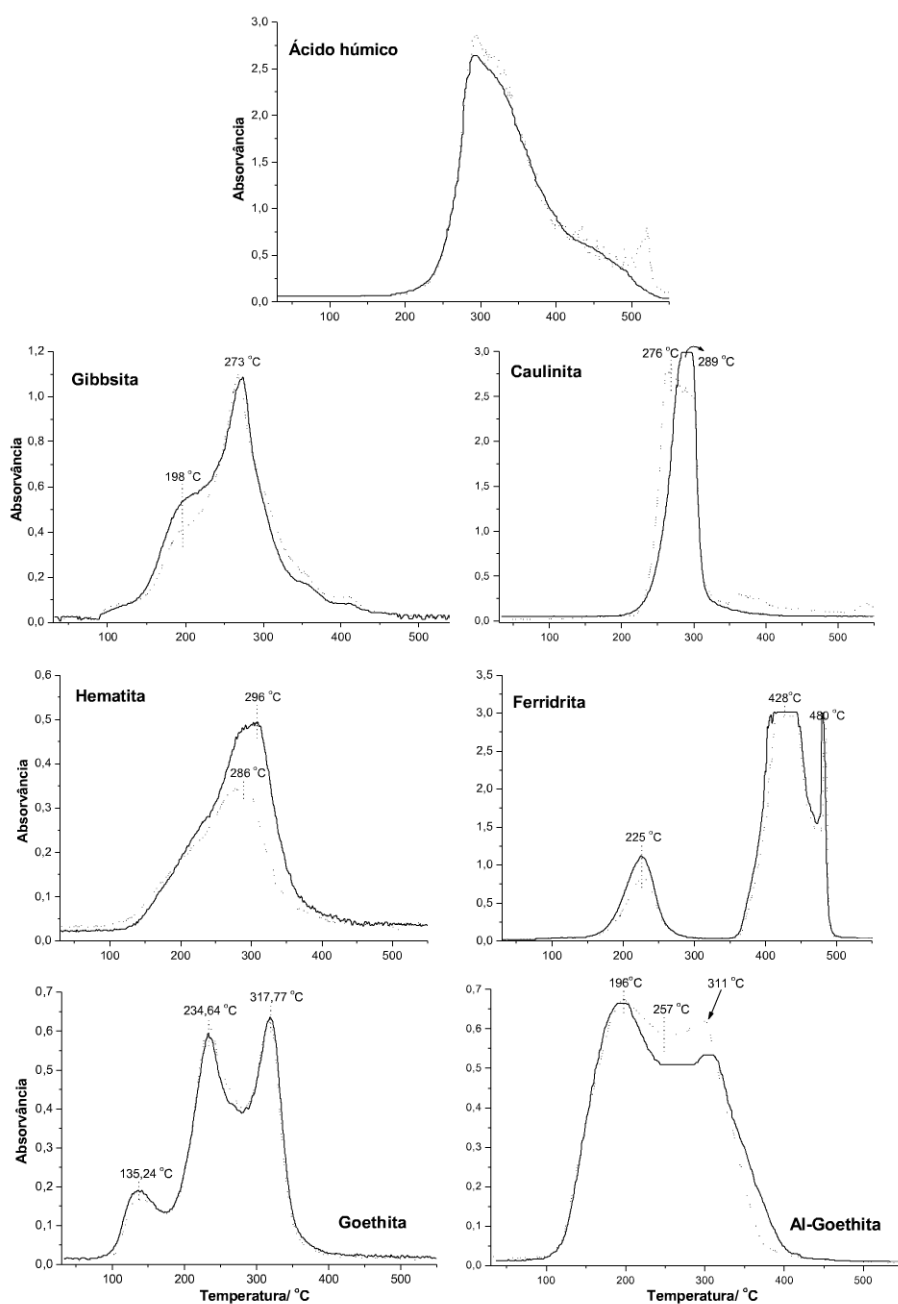 Ácido húmico
Absorvância
3,0
2,5
2,0
1,5
1,0
0,5
0,0
100 200 300 400 500
Gibbsita
Absorvância
1,2
1,0
0,8
0,6
0,4
0,2
0,0
198 °C
273 °C
100 200 300 400 500
Caulinita
3,0
2,5
2,0
1,5
1,0
0,5
0,0
276 °C
289 °C
100 200 300 400 500
Hematita
Absorvância
0,6
0,5
0,4
0,3
0,2
0,1
0,0
296 °C
286 °C
100 200 300 400 500
Ferridrita
3,5
3,0
2,5
2,0
1,5
1,0
0,5
0,0
225 °C
428°C
480°C
100 200 300 400 500
Absorvância
0,7
0,6
0,5
0,4
0,3
0,2
0,1
0,0
135,24 °C
234,64 °C
317,77 °C
Goethita
100 200 300 400 500
Temperatura/ °C
0,7
0,6
0,5
0,4
0,3
0,2
0,1
0,0
196°C
257 °C
311 °C
Al-Goethita
100 200 300 400 500
Temperatura/ °C